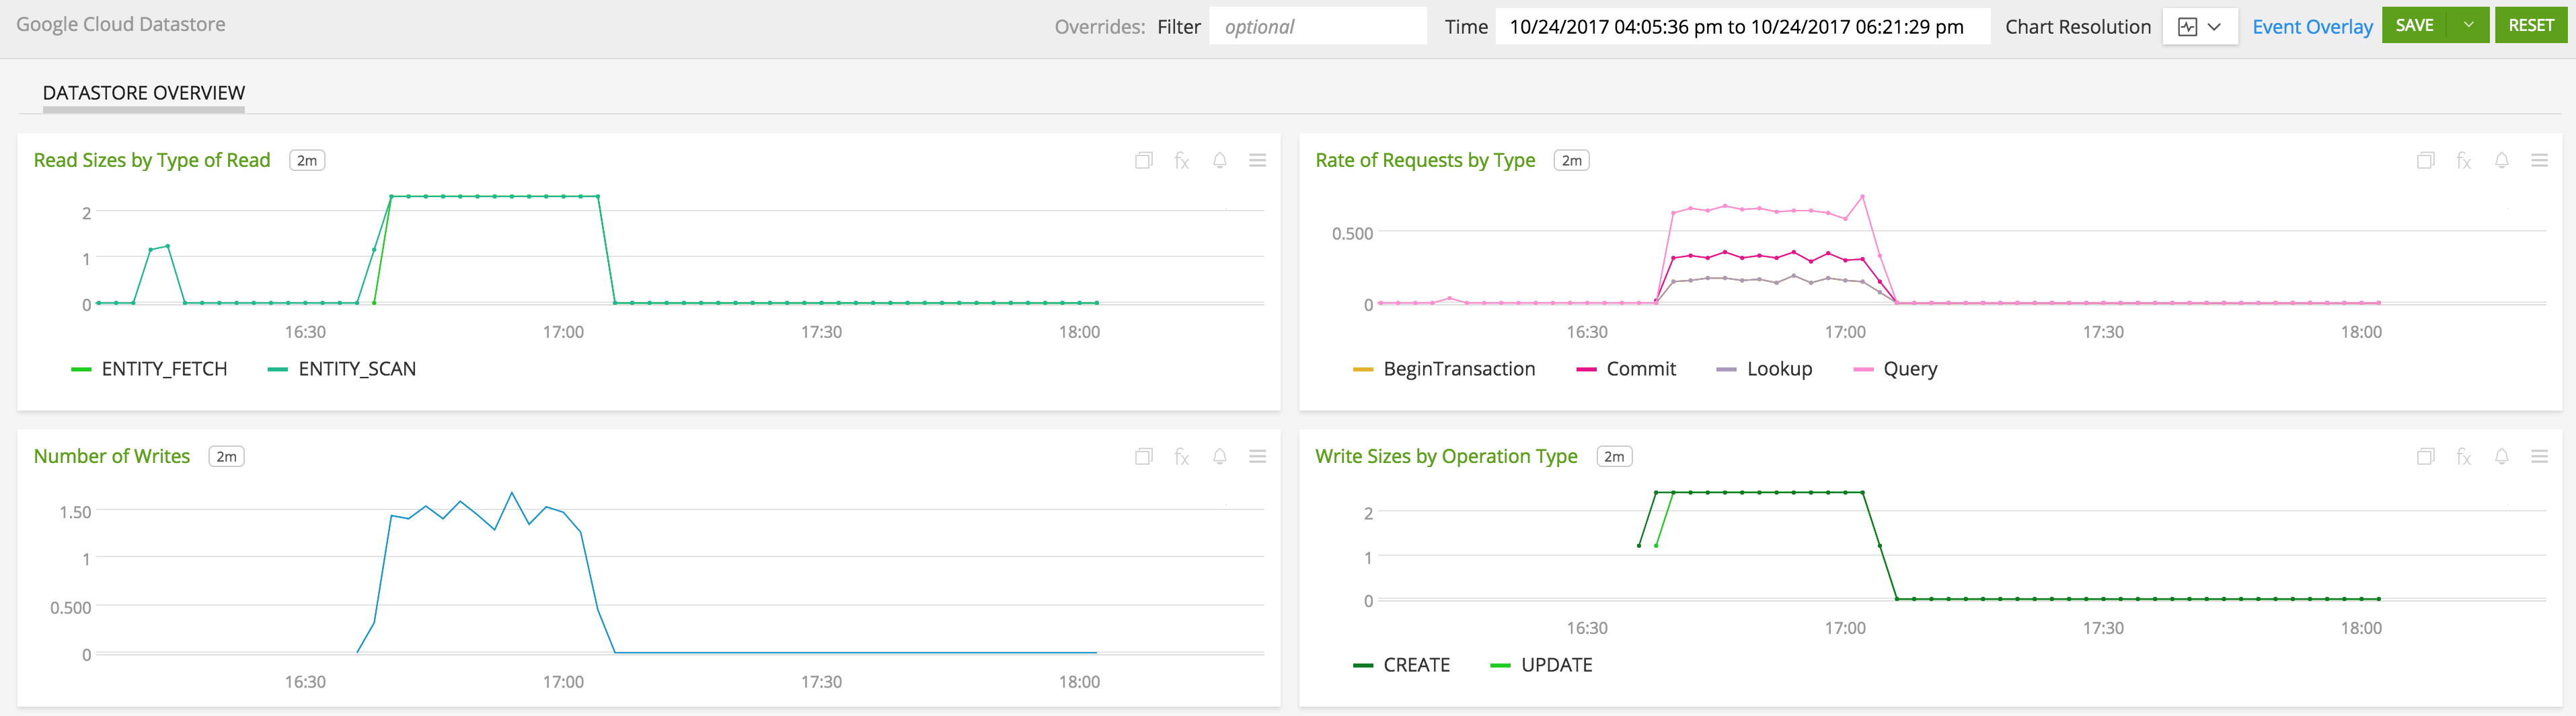 Google Cloud Datastore
Overrides: Filter optional Time 10/24/2017 04:05:36 pm to 10/24/2017 06:21:29 pm Chart Resolution Event Overlay SAVE RESET
DATASTORE OVERVIEW
Read Sizes by Type of Read 2m fx
2
1
0
16:30 17:00 17:30 18:00
ENTITY_FETCH ENTITY_SCAN
Rate of Requests by Type 2m fx
0.500
0
16:30 17:00 17:30 18:00
BeginTransaction Commit Lookup Query
Number of Writes 2m fx
1.50
1
0.500
0
16:30 17:00 17:30 18:00
Write Sizes by Operation Type 2m fx
2
1
0
16:30 17:00 17:30 18:00
CREATE UPDATE